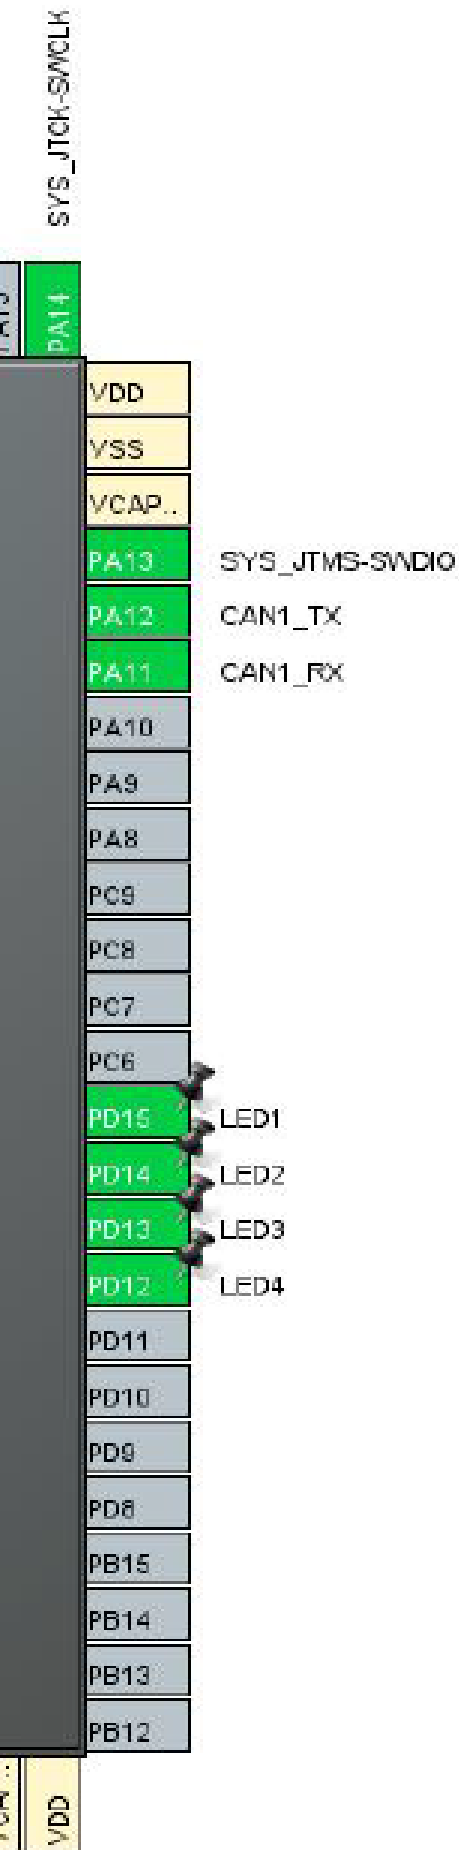 SYS_JTCK-SWCLK
PA14
VDD
VSS
VCAP..
PA13 SYS_JTMS-SWDIO
PA12 CAN1_TX
PA11 CAN1_RX
PA10
PA9
PA8
PC9
PC8
PC7
PC6
PD15 LED1
PD14 LED2
PD13 LED3
PD12 LED4
PD11
PD10
PD9
PD8
PB15
PB14
PB13
PB12
VDD